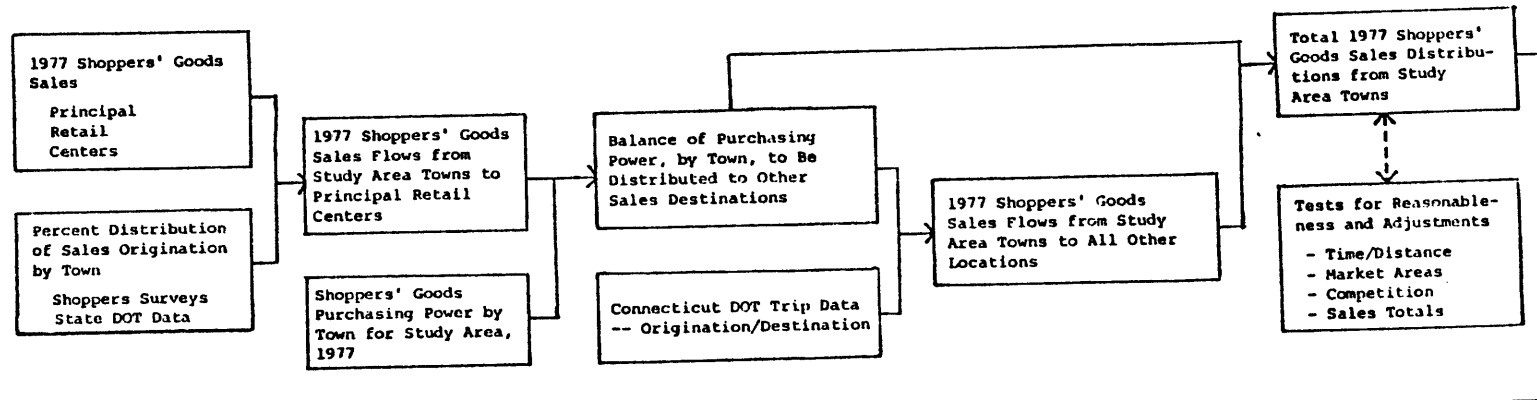 1977 Shoppers' Goods
Sales
Principal
Retail
Centers
Percent Distribution
of Sales Origination
by Town
Shoppers Surveys
State DOT Data
1977 Shoppers' Goods
Sales Flows from
Study Area Towns to
Principal Retail
Centers
Shoppers' Goods
Purchasing Power by
Town for Study Area,
1977
Balance of Purchasing
Power, by Town, to Be
Distributed to Other
Sales Destinations
Connecticut DOT Trip Data
-- Origination/Destination
1977 Shoppers' Goods
Sales Flows from Study
Area Towns to All Other
Locations
Total 1977 Shoppers'
Goods Sales Distribu-
tions from Study
Area Towns
Tests for Reasonable-
ness and Adjustments
- Time/Distance
- Market Areas
- Competition
- Sales Totals